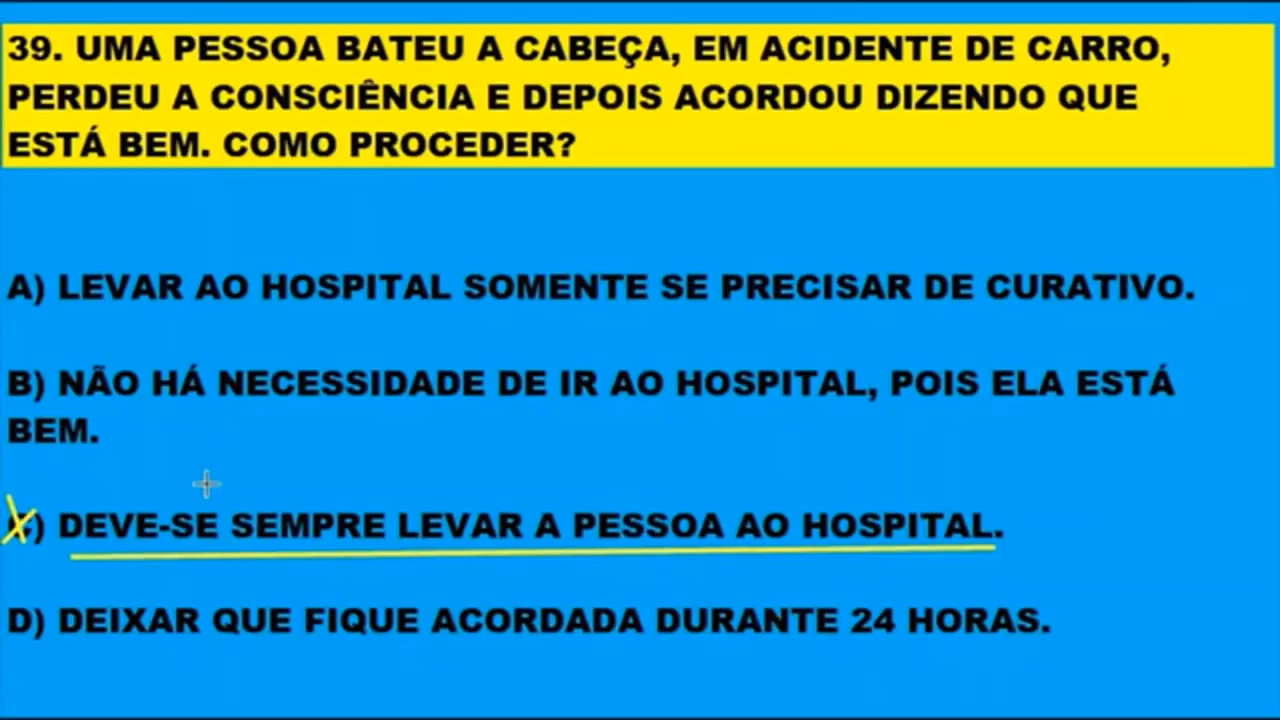 39. UMA PESSOA BATEU A CABEÇA, EM ACIDENTE DE CARRO,
PERDEU A CONSCIÊNCIA E DEPOIS ACORDOU DIZENDO QUE
ESTÁ BEM. COMO PROCEDER?
A) LEVAR AO HOSPITAL SOMENTE SE PRECISAR DE CURATIVO.
B) NÃO HÁ NECESSIDADE DE IR AO HOSPITAL, POIS ELA ESTÁ
BEM.
C) DEVE-SE SEMPRE LEVAR A PESSOA AO HOSPITAL.
D) DEIXAR QUE FIQUE ACORDADA DURANTE 24 HORAS.